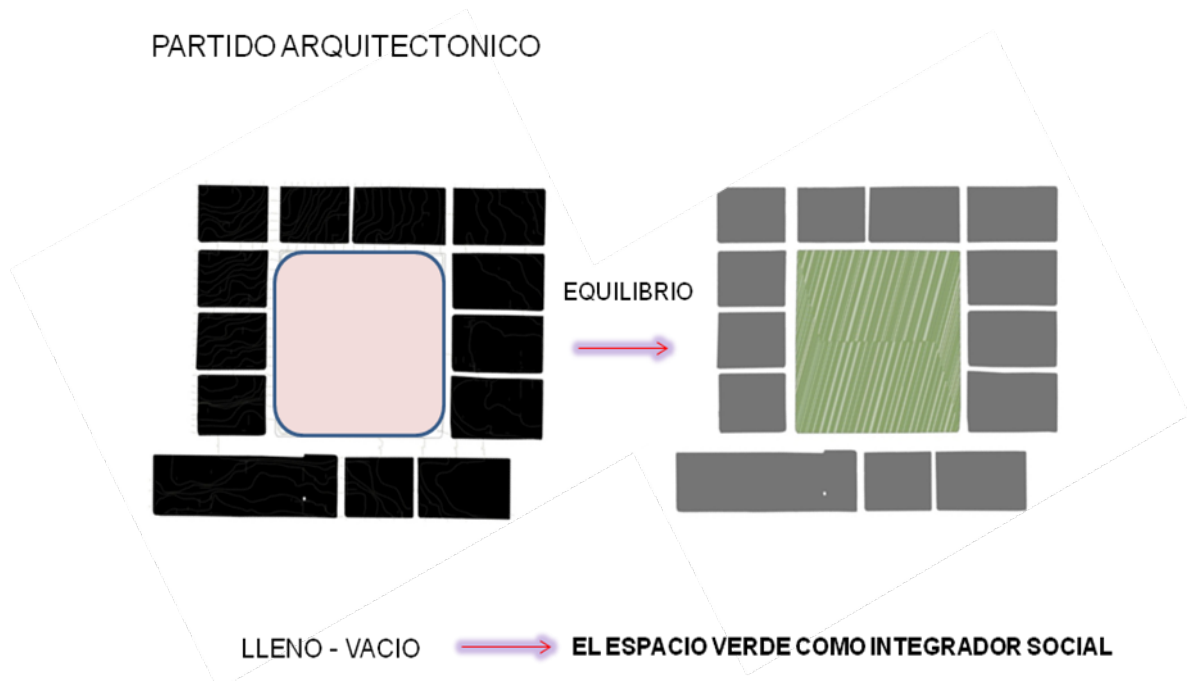 PARTIDO ARQUITECTONICO
EQUILIBRIO
LLENO - VACIO
EL ESPACIO VERDE COMO INTEGRADOR SOCIAL